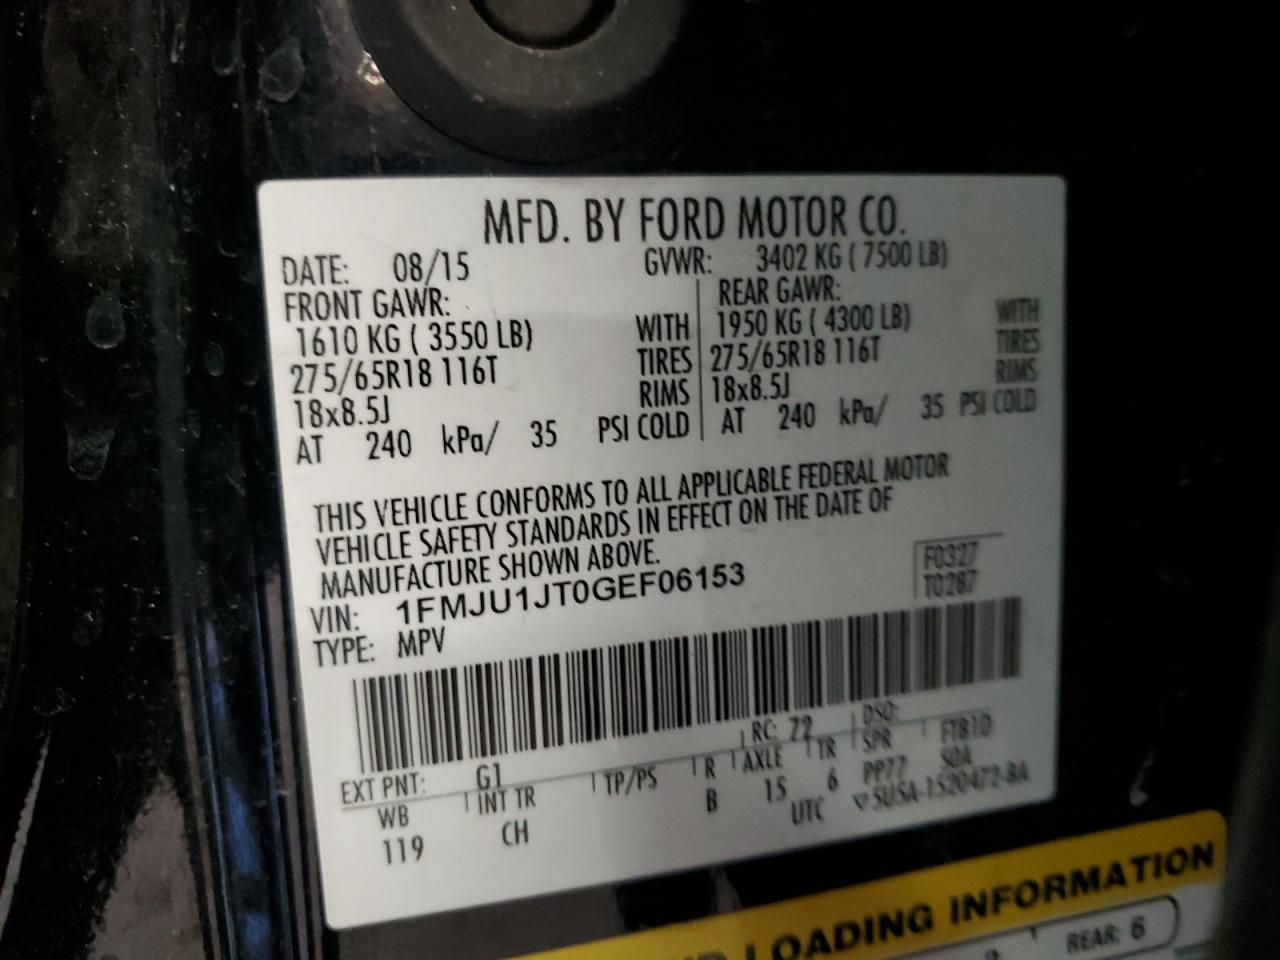 MFD. BY FORD MOTOR CO.
DATE: 08/15 GVWR: 3402 KG ( 7500 LB)
FRONT GAWR: REAR GAWR:
1610 KG ( 3550 LB) WITH 1950 KG ( 4300 LB) WITH
275/65R18 116T TIRES 275/65R18 116T TIRES
18x8.5J RIMS 18x8.5J RIMS
AT 240 kPa/ 35 PSI COLD AT 240 kPa/ 35 PSI COLD
THIS VEHICLE CONFORMS TO ALL APPLICABLE FEDERAL MOTOR
VEHICLE SAFETY STANDARDS IN EFFECT ON THE DATE OF
MANUFACTURE SHOWN ABOVE.
F0327
VIN: 1FMJU1JT0GEF06153 T0287
TYPE: MPV
EXT PNT: G1 RC: 72 DSO:
WB INT TR TP/PS R AXLE TR SPR FT810
119 CH B 15 6 PP77 SOA
UTC ▽5U5A-1520472-BA
LOADING INFORMATION
REAR: 6